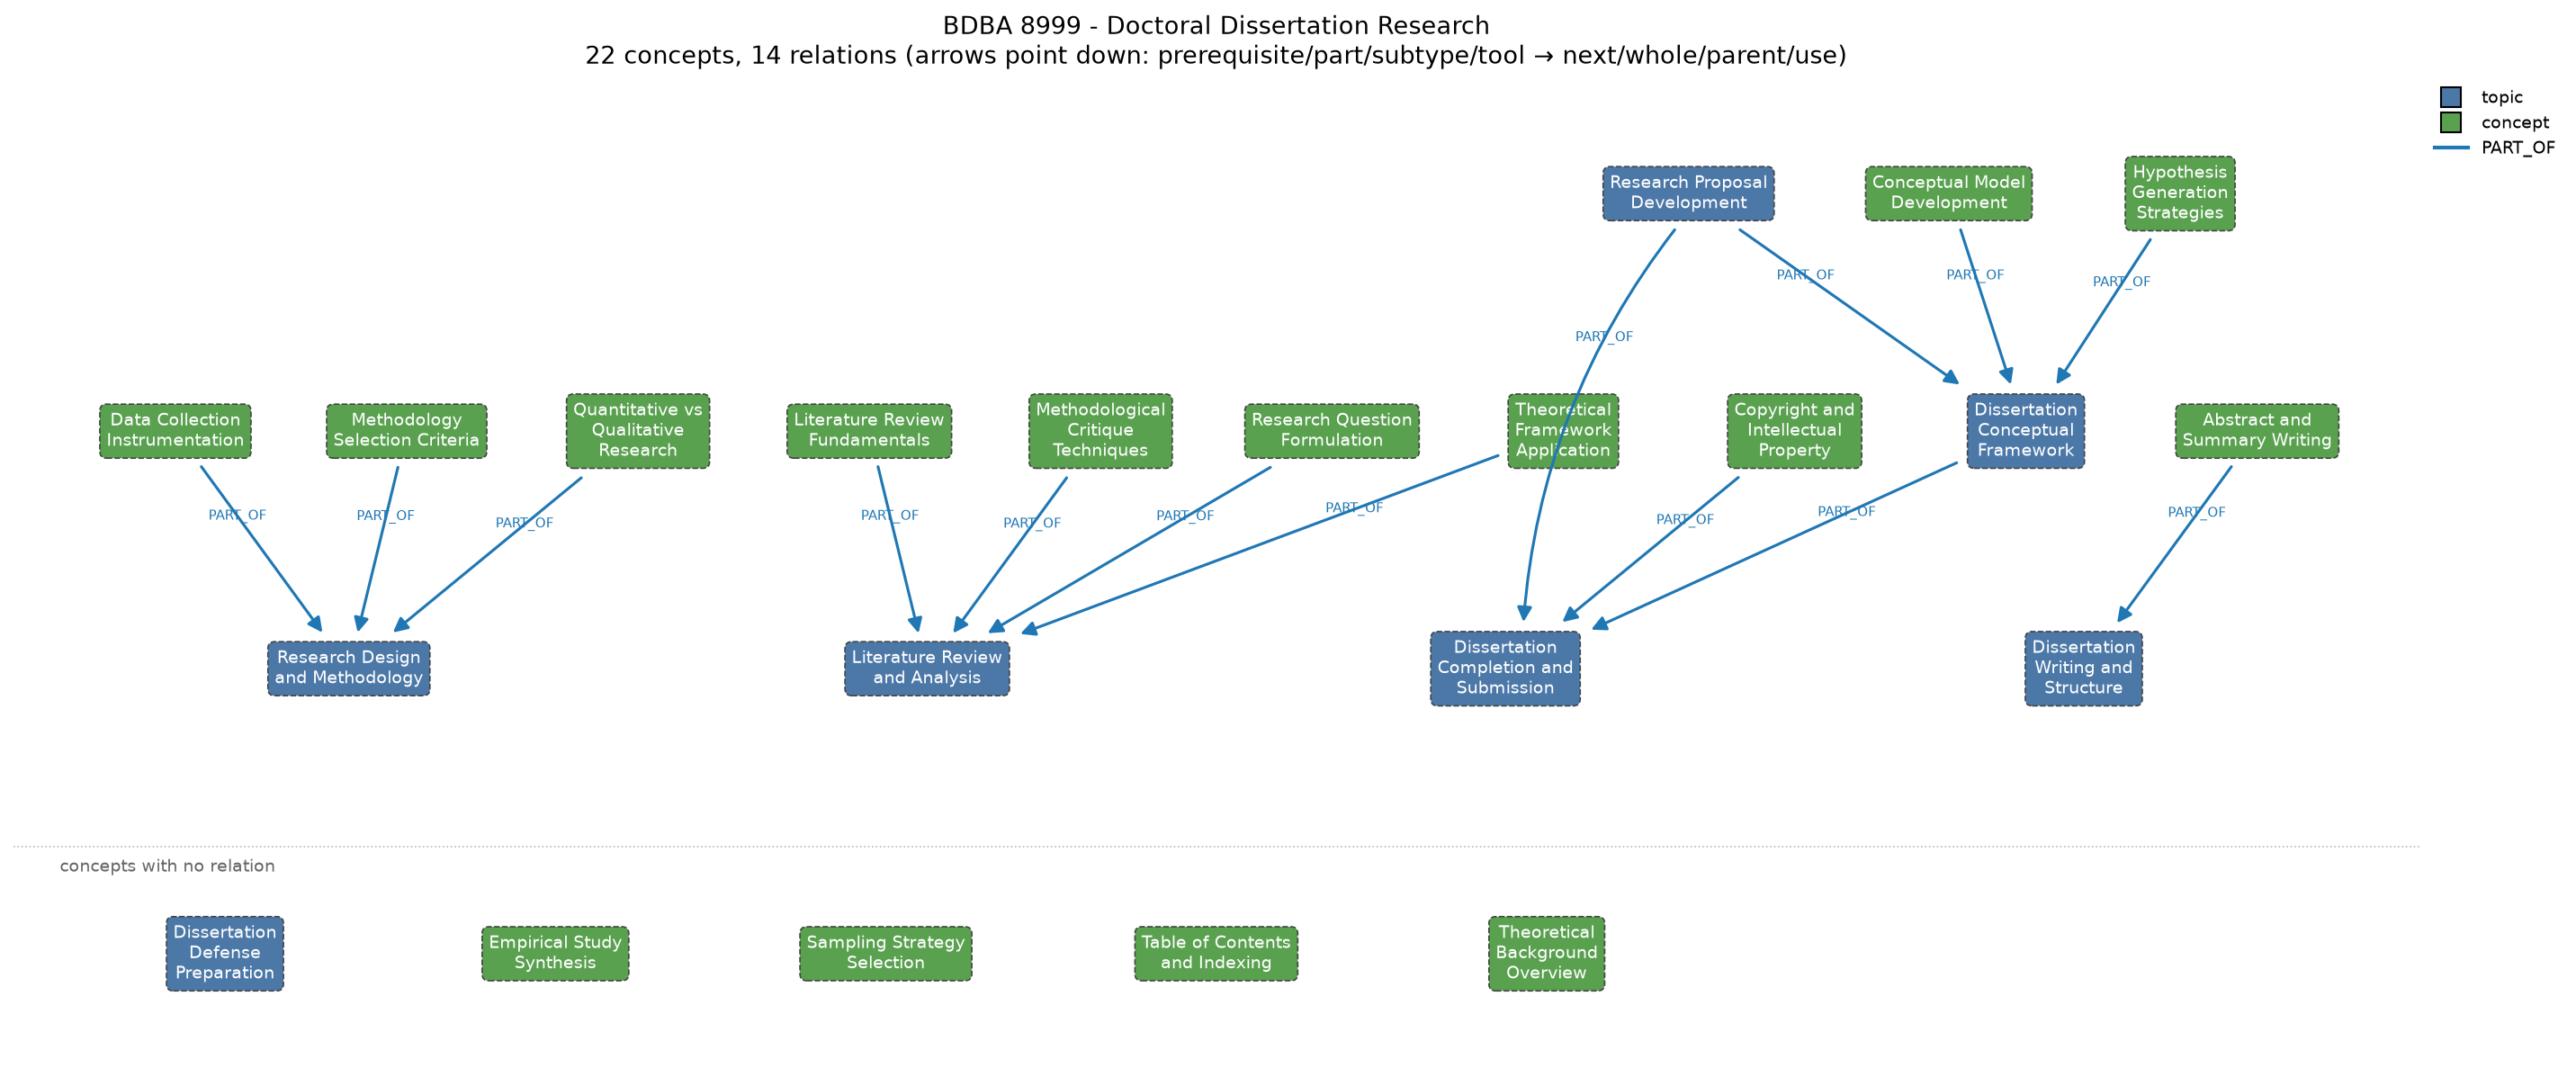 BDBA 8999 - Doctoral Dissertation Research
22 concepts, 14 relations (arrows point down: prerequisite/part/subtype/tool → next/whole/parent/use)
topic
concept
PART_OF
Research Proposal
Development
Conceptual Model
Development
Hypothesis
Generation
Strategies
PART_OF
PART_OF
PART_OF
PART_OF
Data Collection
Instrumentation
Methodology
Selection Criteria
Quantitative vs
Qualitative
Research
Literature Review
Fundamentals
Methodological
Critique
Techniques
Research Question
Formulation
Theoretical
Framework
Application
Copyright and
Intellectual
Property
Dissertation
Conceptual
Framework
Abstract and
Summary Writing
PART_OF
PART_OF
PART_OF
PART_OF
PART_OF
PART_OF
PART_OF
PART_OF
PART_OF
PART_OF
Research Design
and Methodology
Literature Review
and Analysis
Dissertation
Completion and
Submission
Dissertation
Writing and
Structure
concepts with no relation
Dissertation
Defense
Preparation
Empirical Study
Synthesis
Sampling Strategy
Selection
Table of Contents
and Indexing
Theoretical
Background
Overview